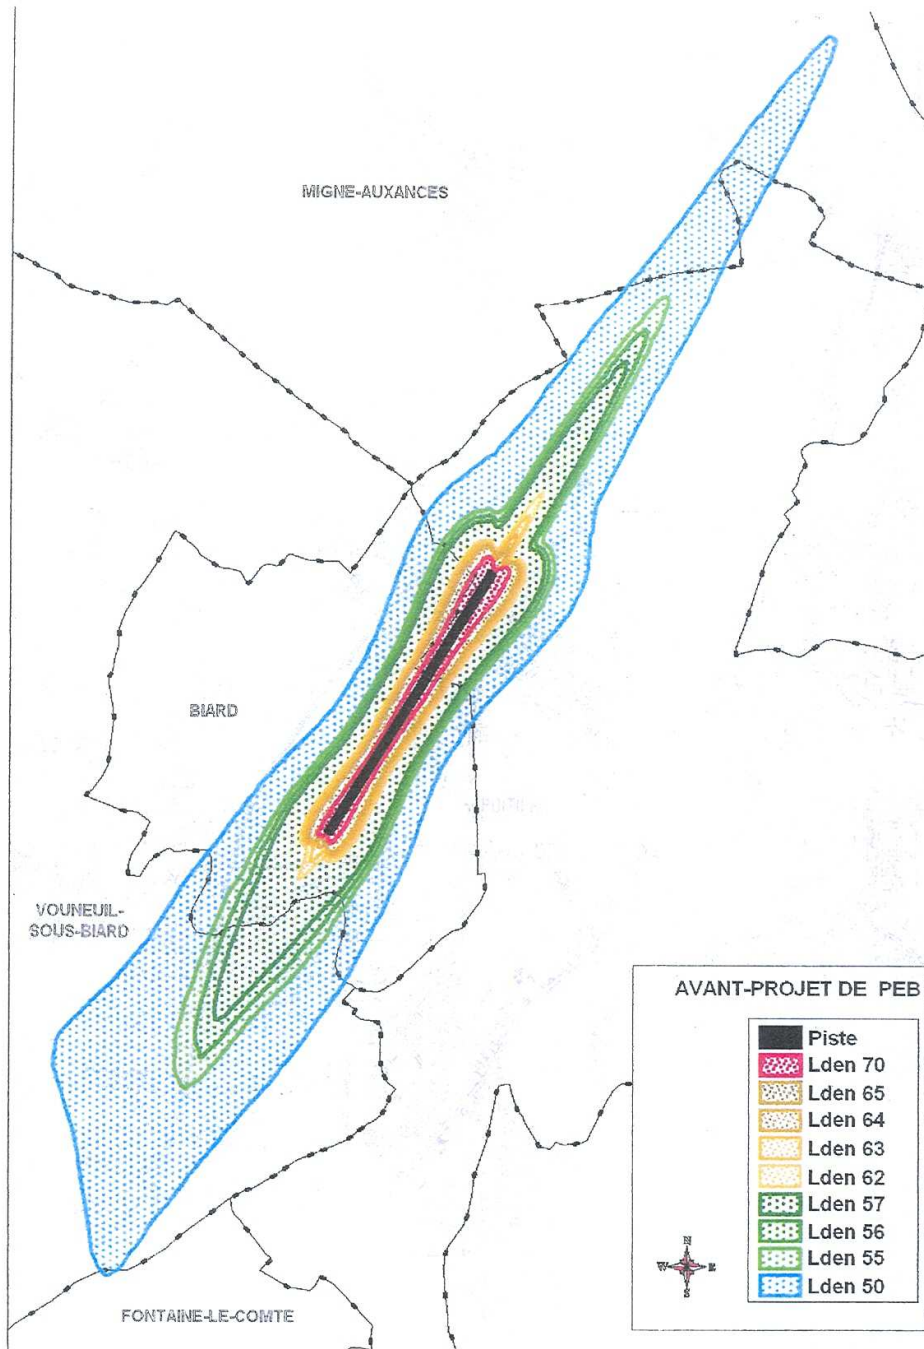 MIGNE-AUXANCES
BIARD
VOUNEUIL-
SOUS-BIARD
AVANT-PROJET DE PEB
Piste
Lden 70
Lden 65
Lden 64
Lden 63
Lden 62
Lden 57
Lden 56
Lden 55
Lden 50
N
W
E
S
FONTAINE-LE-COMTE